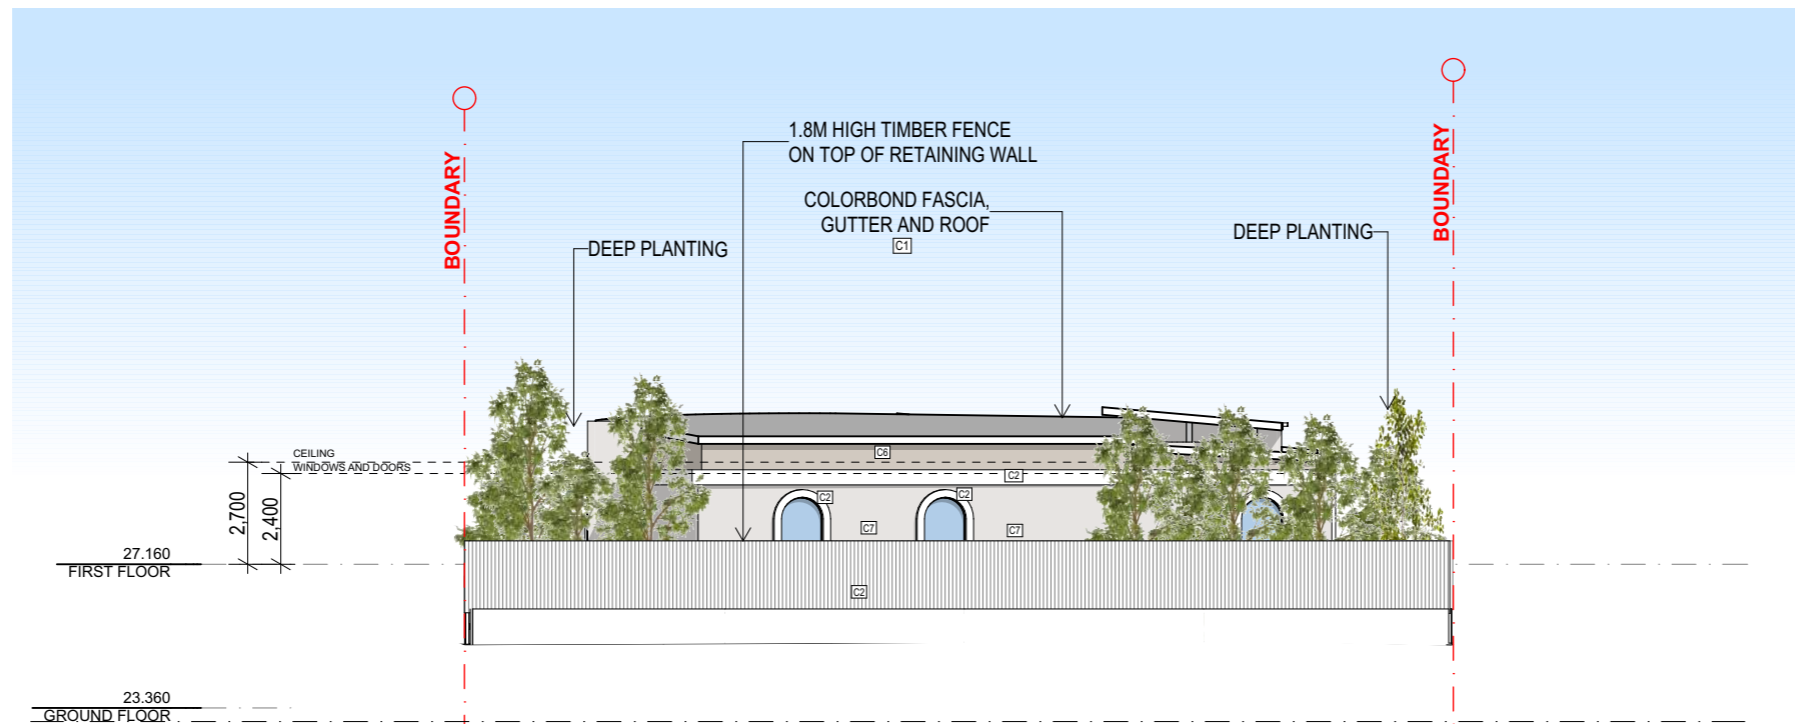 1.8M HIGH TIMBER FENCE
ON TOP OF RETAINING WALL
BOUNDARY
BOUNDARY
COLORBOND FASCIA,
GUTTER AND ROOF
C1
DEEP PLANTING
DEEP PLANTING
CEILING
WINDOWS AND DOORS
C6
C2
C2
C2
C7
C7
2,700
2,400
27.160
FIRST FLOOR
C2
23.360
GROUND FLOOR